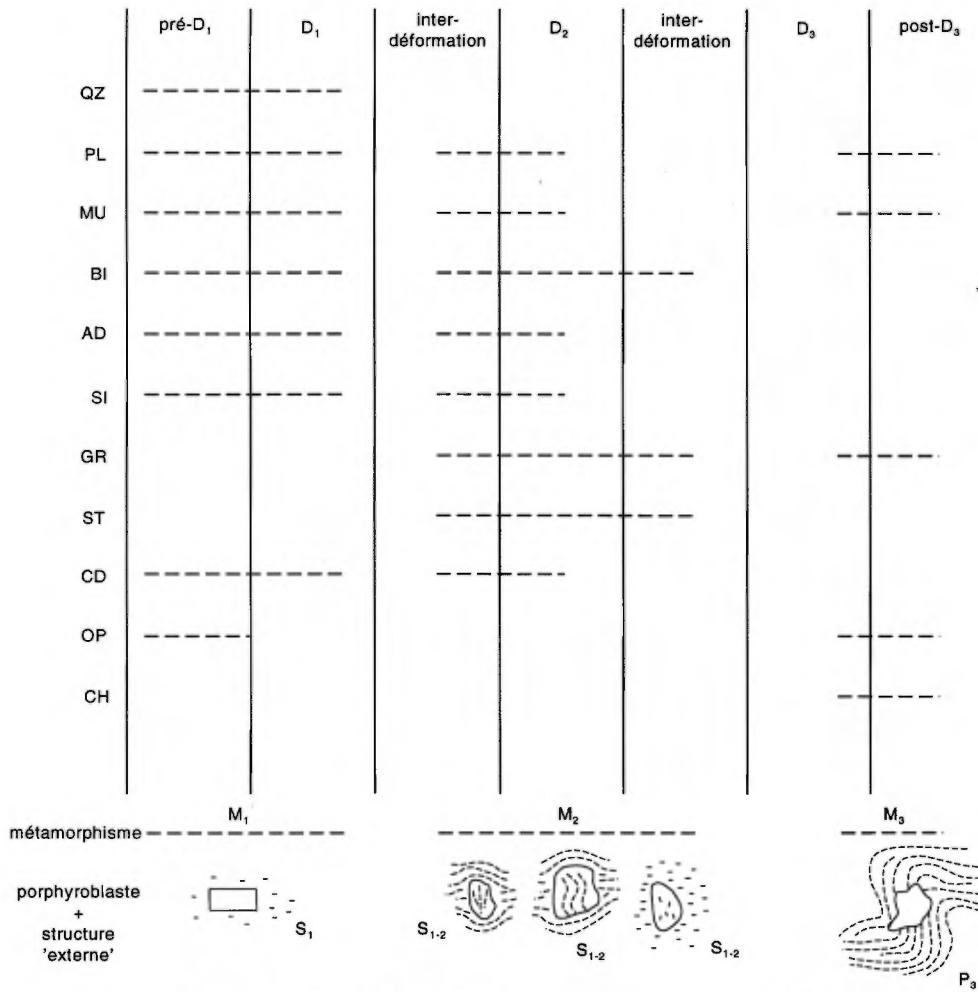 pré-D₁ D₁ inter-déformation D₂ inter-déformation D₃ post-D₃
QZ
PL
MU
BI
AD
SI
GR
ST
CD
OP
CH
M₁ M₂ M₃
métamorphisme
porphyroblaste
+
structure
'externe'
S₁ S₁₋₂ S₁₋₂ S₁₋₂ P₃